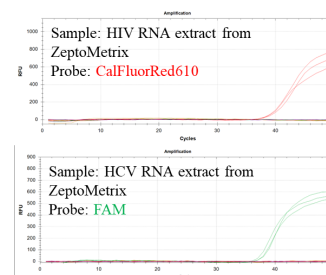 Amplification
Sample: HIV RNA extract from
ZeptoMetrix
Probe: CalFluorRed610
RFU
1000
800
600
400
200
0
0
10
20
30
40
Cycles
Amplification
Sample: HCV RNA extract from
ZeptoMetrix
Probe: FAM
RFU
900
800
700
600
500
400
300
200
100
0
0
10
20
30
40